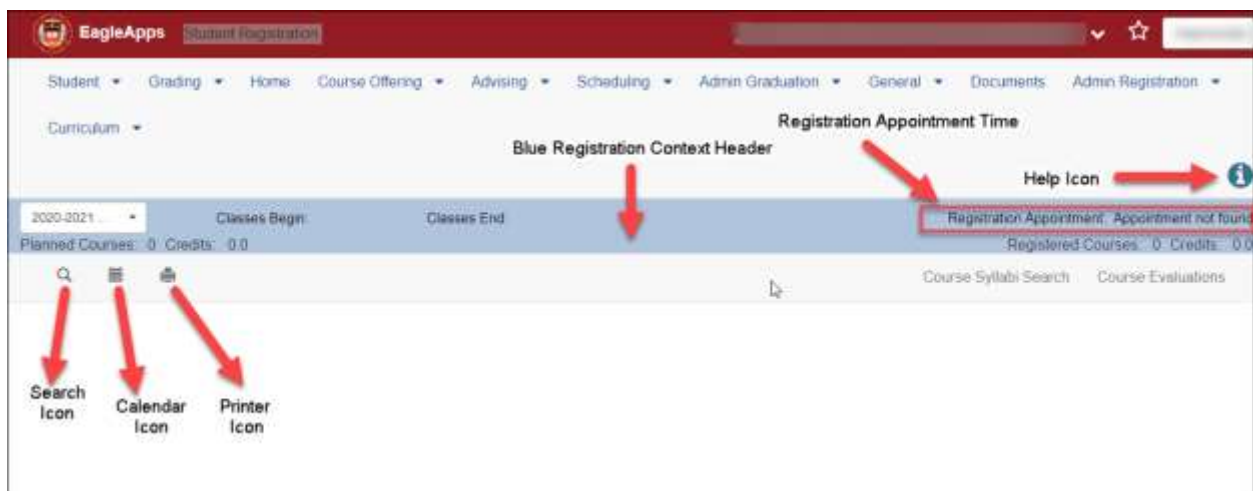 EagleApps Student Registration
Student Grading Home Course Offering Advising Scheduling Admin Graduation General Documents Admin Registration
Curriculum
Registration Appointment Time
Blue Registration Context Header
Help Icon
2020-2021 ... Classes Begin: Classes End: Registration Appointment: Appointment not found
Planned Courses: 0 Credits: 0.0 Registered Courses: 0 Credits: 0.0
Course Syllabi Search Course Evaluations
Search
Icon
Calendar
Icon
Printer
Icon